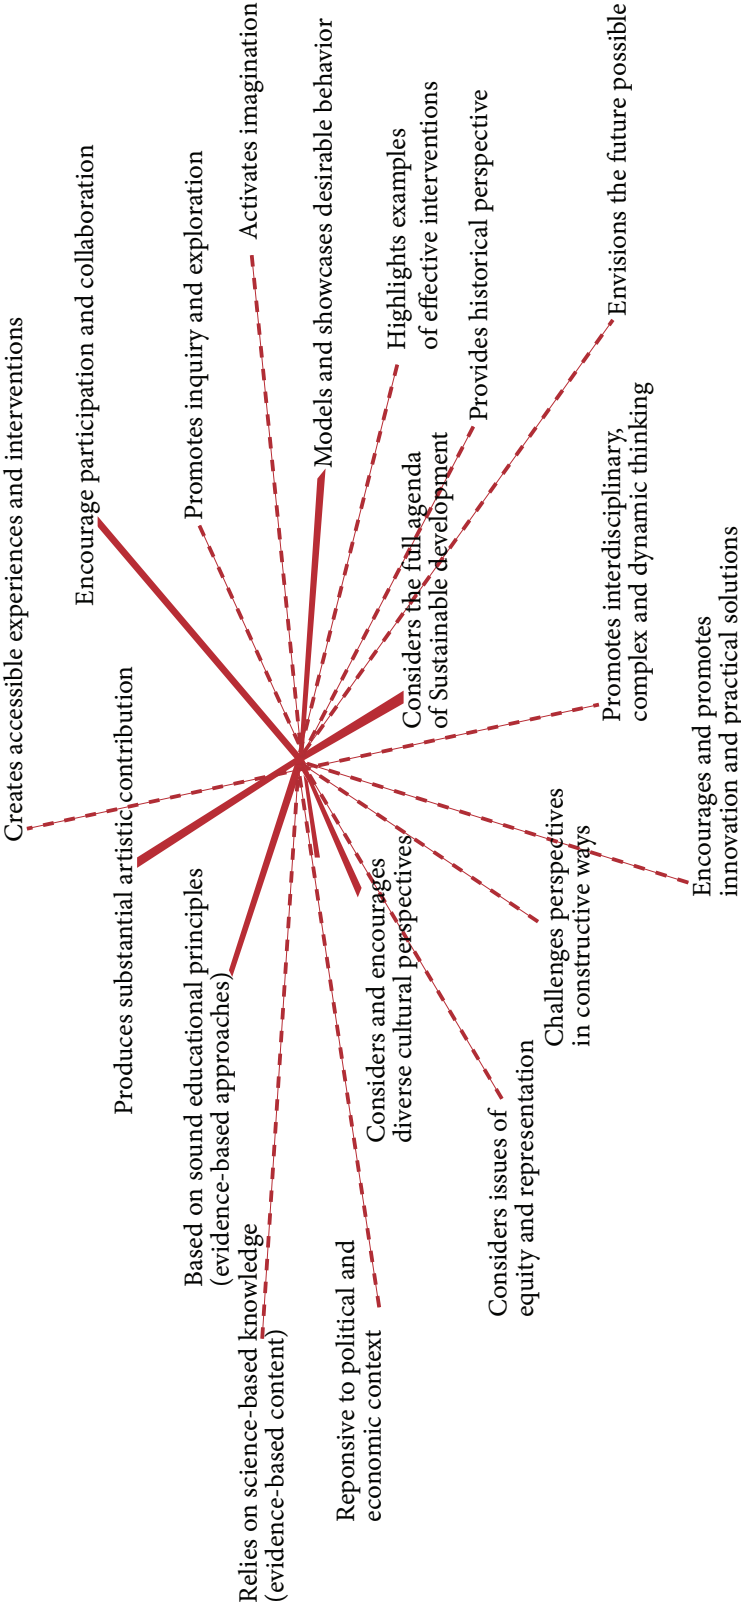 Creates accessible experiences and interventions
Encourage participation and collaboration
Produces substantial artistic contribution
Promotes inquiry and exploration
Based on sound educational principles
(evidence-based approaches)
Activates imagination
Relies on science-based knowledge
(evidence-based content)
Models and showcases desirable behavior
Reponsive to political and
economic context
Considers and encourages
diverse cultural perspectives
Highlights examples
of effective interventions
Considers the full agenda
of Sustainable development
Provides historical perspective
Considers issues of
equity and representation
Challenges perspectives
in constructive ways
Envisions the future possible
Promotes interdisciplinary,
complex and dynamic thinking
Encourages and promotes
innovation and practical solutions